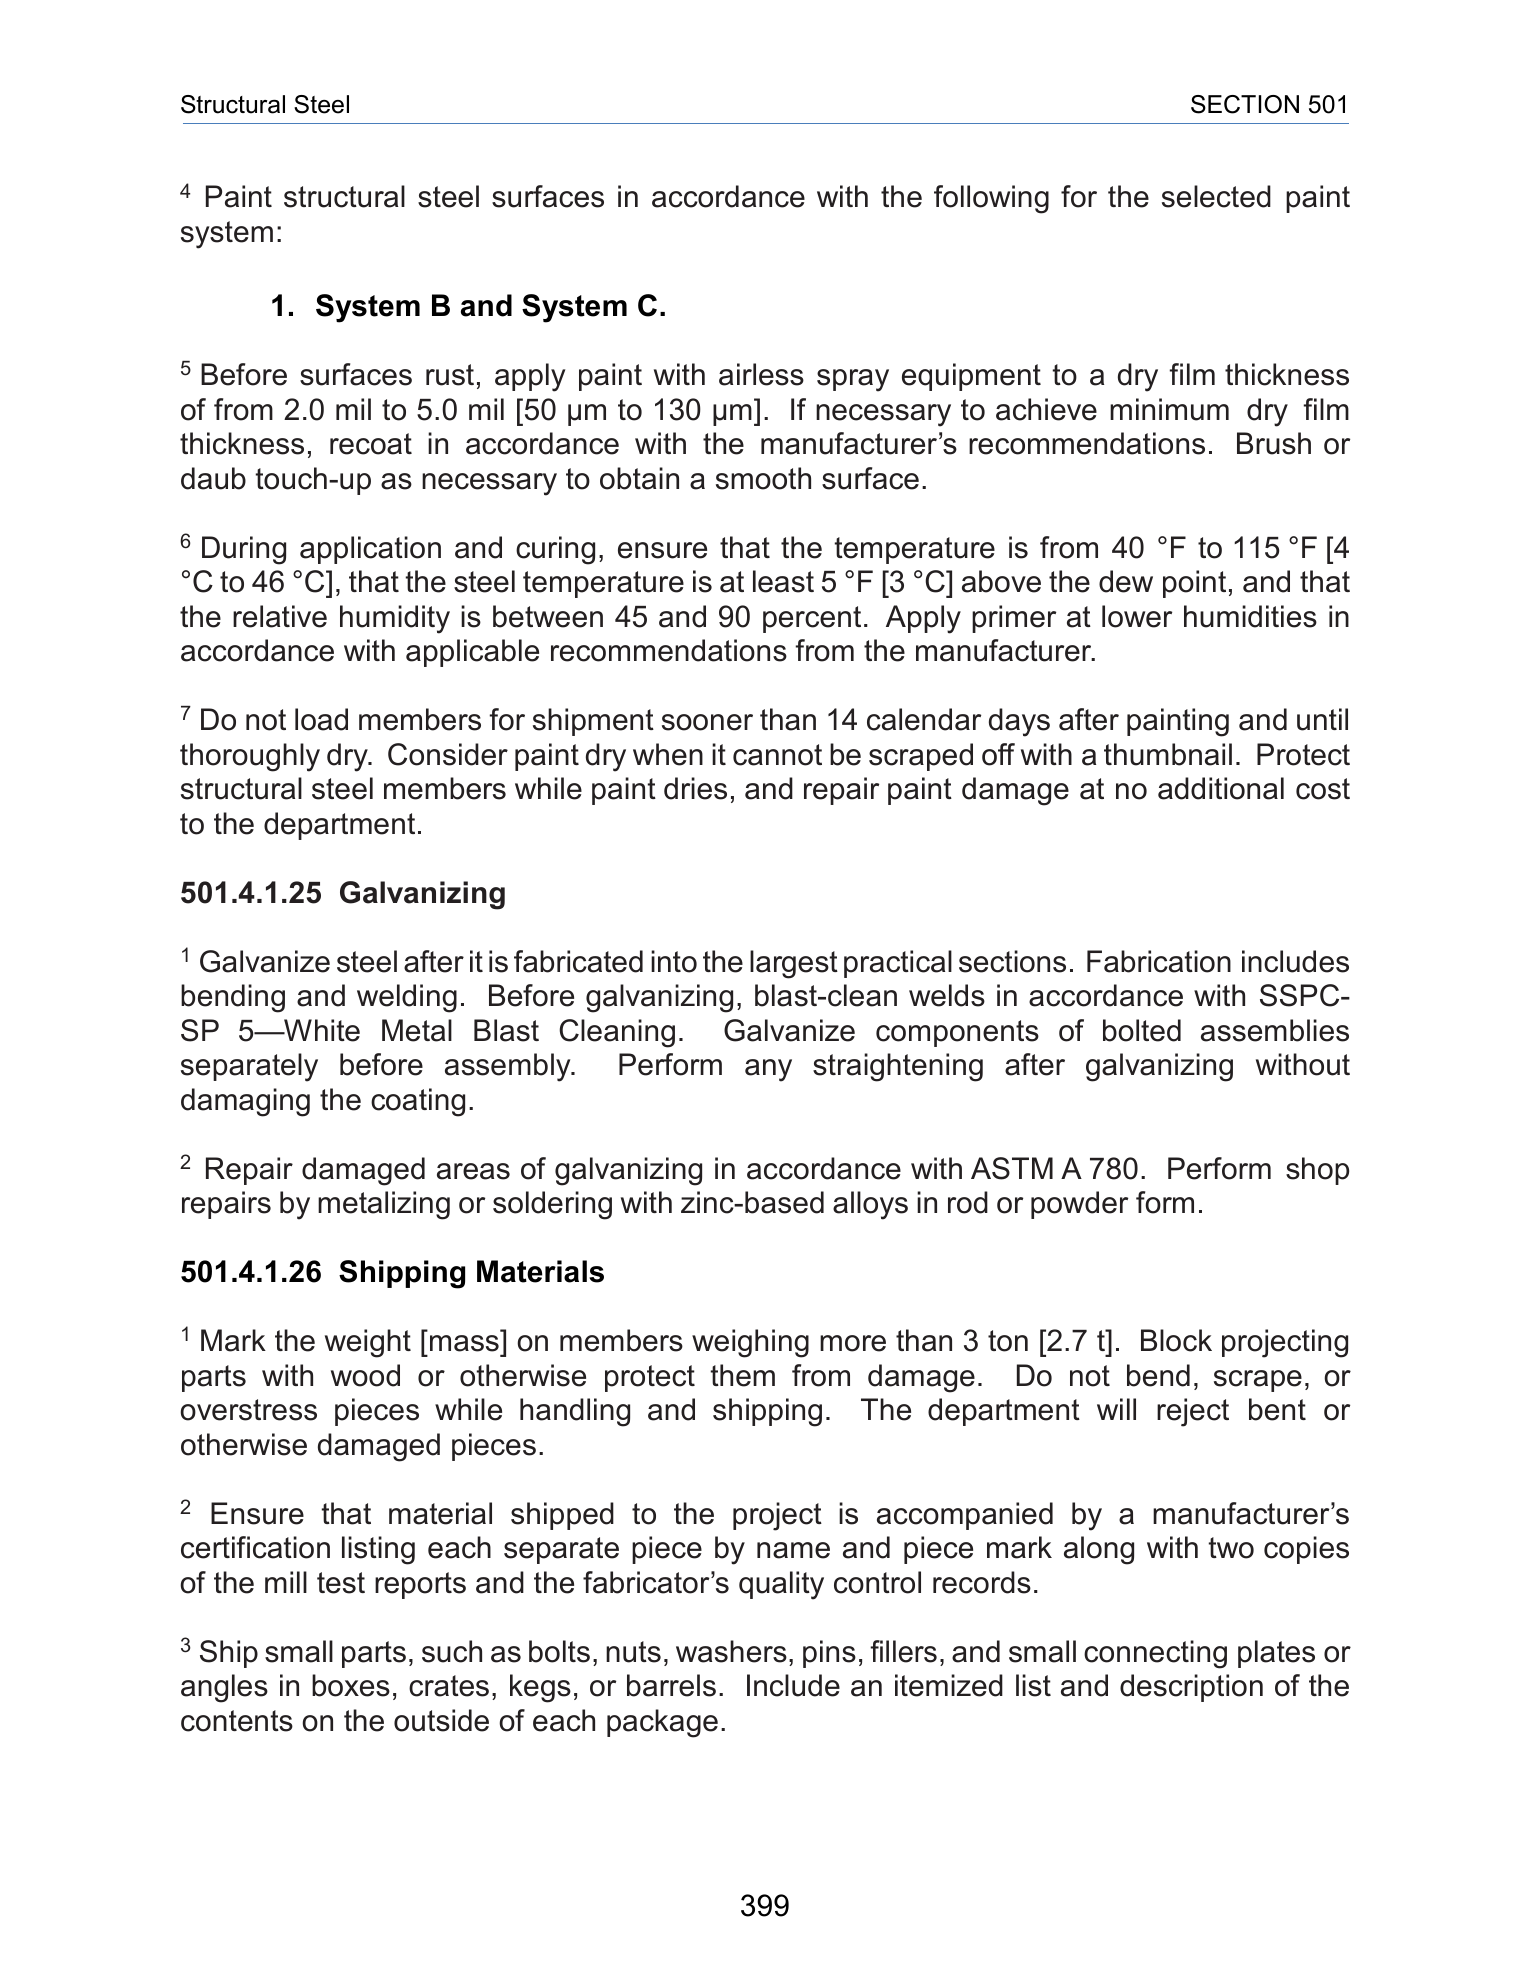 Structural Steel SECTION 501
4 Paint structural steel surfaces in accordance with the following for the selected paint
system:
1. System B and System C.
5 Before surfaces rust, apply paint with airless spray equipment to a dry film thickness
of from 2.0 mil to 5.0 mil [50 µm to 130 µm]. If necessary to achieve minimum dry film
thickness, recoat in accordance with the manufacturer’s recommendations. Brush or
daub touch-up as necessary to obtain a smooth surface.
6 During application and curing, ensure that the temperature is from 40 °F to 115 °F [4
°C to 46 °C], that the steel temperature is at least 5 °F [3 °C] above the dew point, and that
the relative humidity is between 45 and 90 percent. Apply primer at lower humidities in
accordance with applicable recommendations from the manufacturer.
7 Do not load members for shipment sooner than 14 calendar days after painting and until
thoroughly dry. Consider paint dry when it cannot be scraped off with a thumbnail. Protect
structural steel members while paint dries, and repair paint damage at no additional cost
to the department.
501.4.1.25 Galvanizing
1 Galvanize steel after it is fabricated into the largest practical sections. Fabrication includes
bending and welding. Before galvanizing, blast-clean welds in accordance with SSPC-
SP 5—White Metal Blast Cleaning. Galvanize components of bolted assemblies
separately before assembly. Perform any straightening after galvanizing without
damaging the coating.
2 Repair damaged areas of galvanizing in accordance with ASTM A 780. Perform shop
repairs by metalizing or soldering with zinc-based alloys in rod or powder form.
501.4.1.26 Shipping Materials
1 Mark the weight [mass] on members weighing more than 3 ton [2.7 t]. Block projecting
parts with wood or otherwise protect them from damage. Do not bend, scrape, or
overstress pieces while handling and shipping. The department will reject bent or
otherwise damaged pieces.
2 Ensure that material shipped to the project is accompanied by a manufacturer’s
certification listing each separate piece by name and piece mark along with two copies
of the mill test reports and the fabricator’s quality control records.
3 Ship small parts, such as bolts, nuts, washers, pins, fillers, and small connecting plates or
angles in boxes, crates, kegs, or barrels. Include an itemized list and description of the
contents on the outside of each package.
399